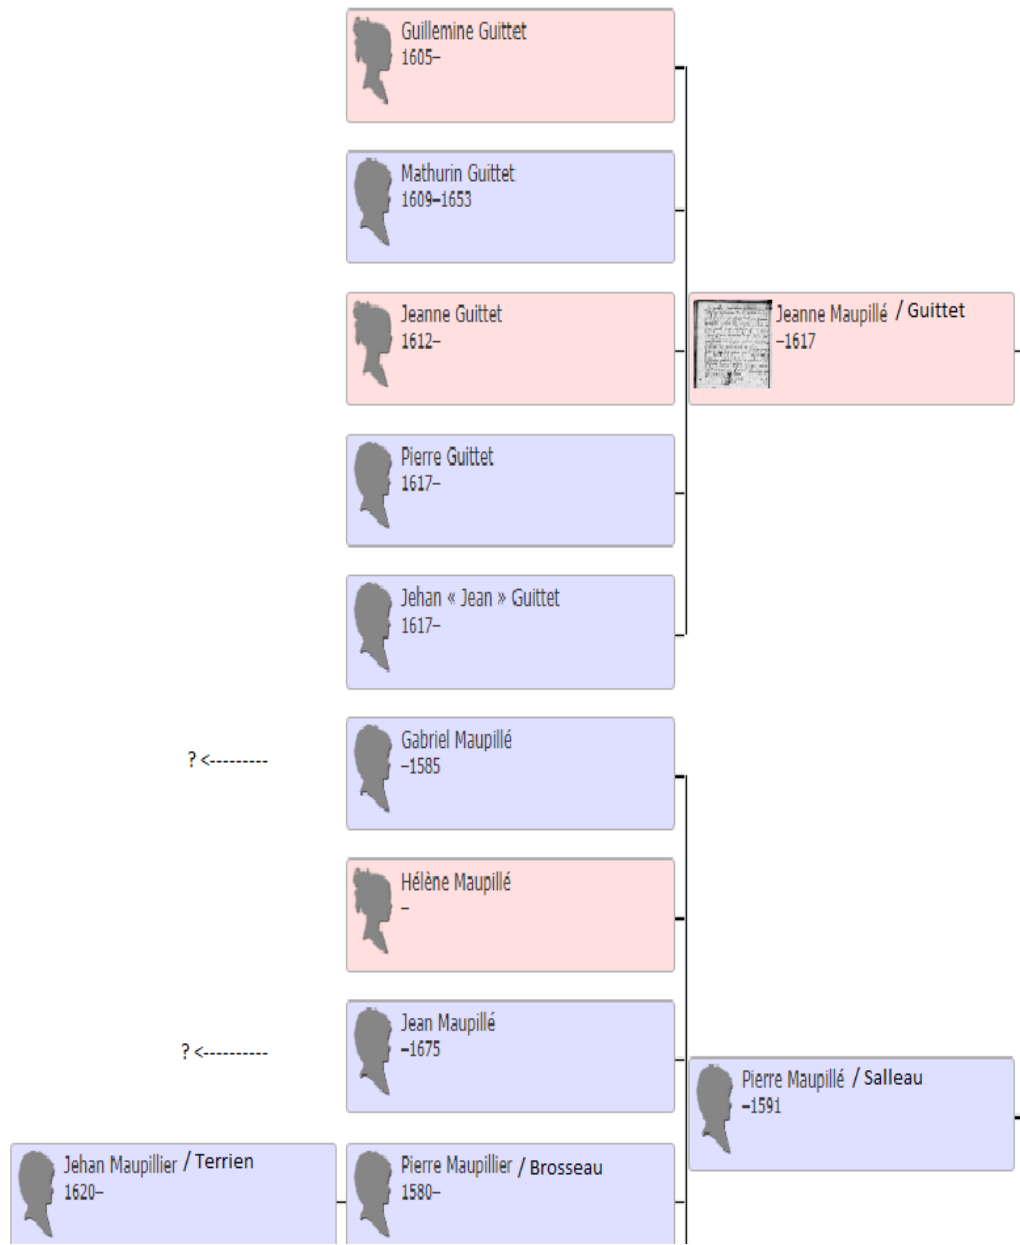 Guillemine Guittet
1605–
Mathurin Guittet
1609–1653
Jeanne Guittet
1612–
Jeanne Maupillé / Guittet
–1617
Pierre Guittet
1617–
Jehan « Jean » Guittet
1617–
Gabriel Maupillé
–1585
? <---------
Hélène Maupillé
–
Jean Maupillé
–1675
? <----------
Pierre Maupillé / Salleau
–1591
Jehan Maupillier / Terrien
1620–
Pierre Maupillier / Brosseau
1580–